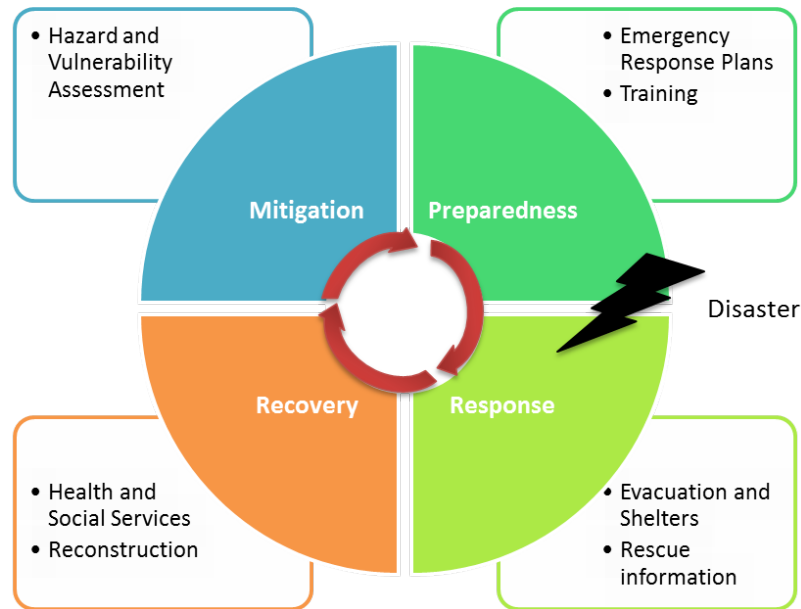 • Hazard and
Vulnerability
Assessment
• Emergency
Response Plans
• Training
Mitigation
Preparedness
Disaster
Recovery
Response
• Health and
Social Services
• Reconstruction
• Evacuation and
Shelters
• Rescue
information